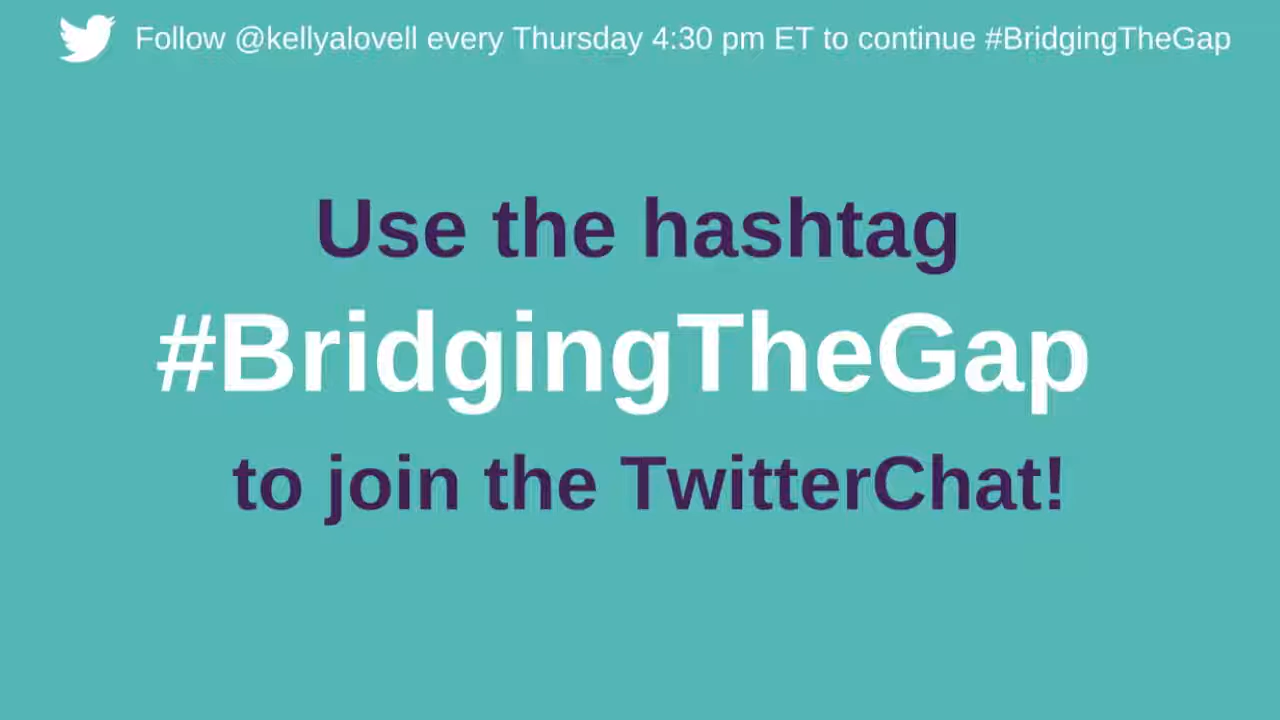 Follow @kellyalovell every Thursday 4:30 pm ET to continue #BridgingTheGap
Use the hashtag
#BridgingTheGap
to join the TwitterChat!